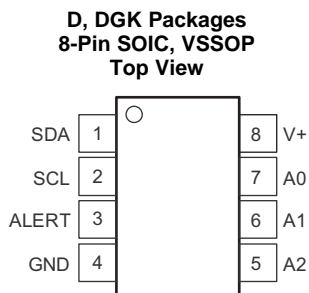 D, DGK Packages
8-Pin SOIC, VSSOP
Top View
SDA 1 8 V+
SCL 2 7 A0
ALERT 3 6 A1
GND 4 5 A2